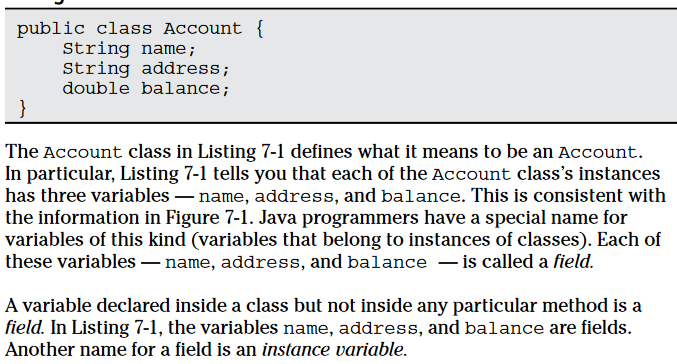 public class Account {
    String name;
    String address;
    double balance;
}
The Account class in Listing 7-1 defines what it means to be an Account.
In particular, Listing 7-1 tells you that each of the Account class’s instances
has three variables — name, address, and balance. This is consistent with
the information in Figure 7-1. Java programmers have a special name for
variables of this kind (variables that belong to instances of classes). Each of
these variables — name, address, and balance — is called a field.
A variable declared inside a class but not inside any particular method is a
field. In Listing 7-1, the variables name, address, and balance are fields.
Another name for a field is an instance variable.